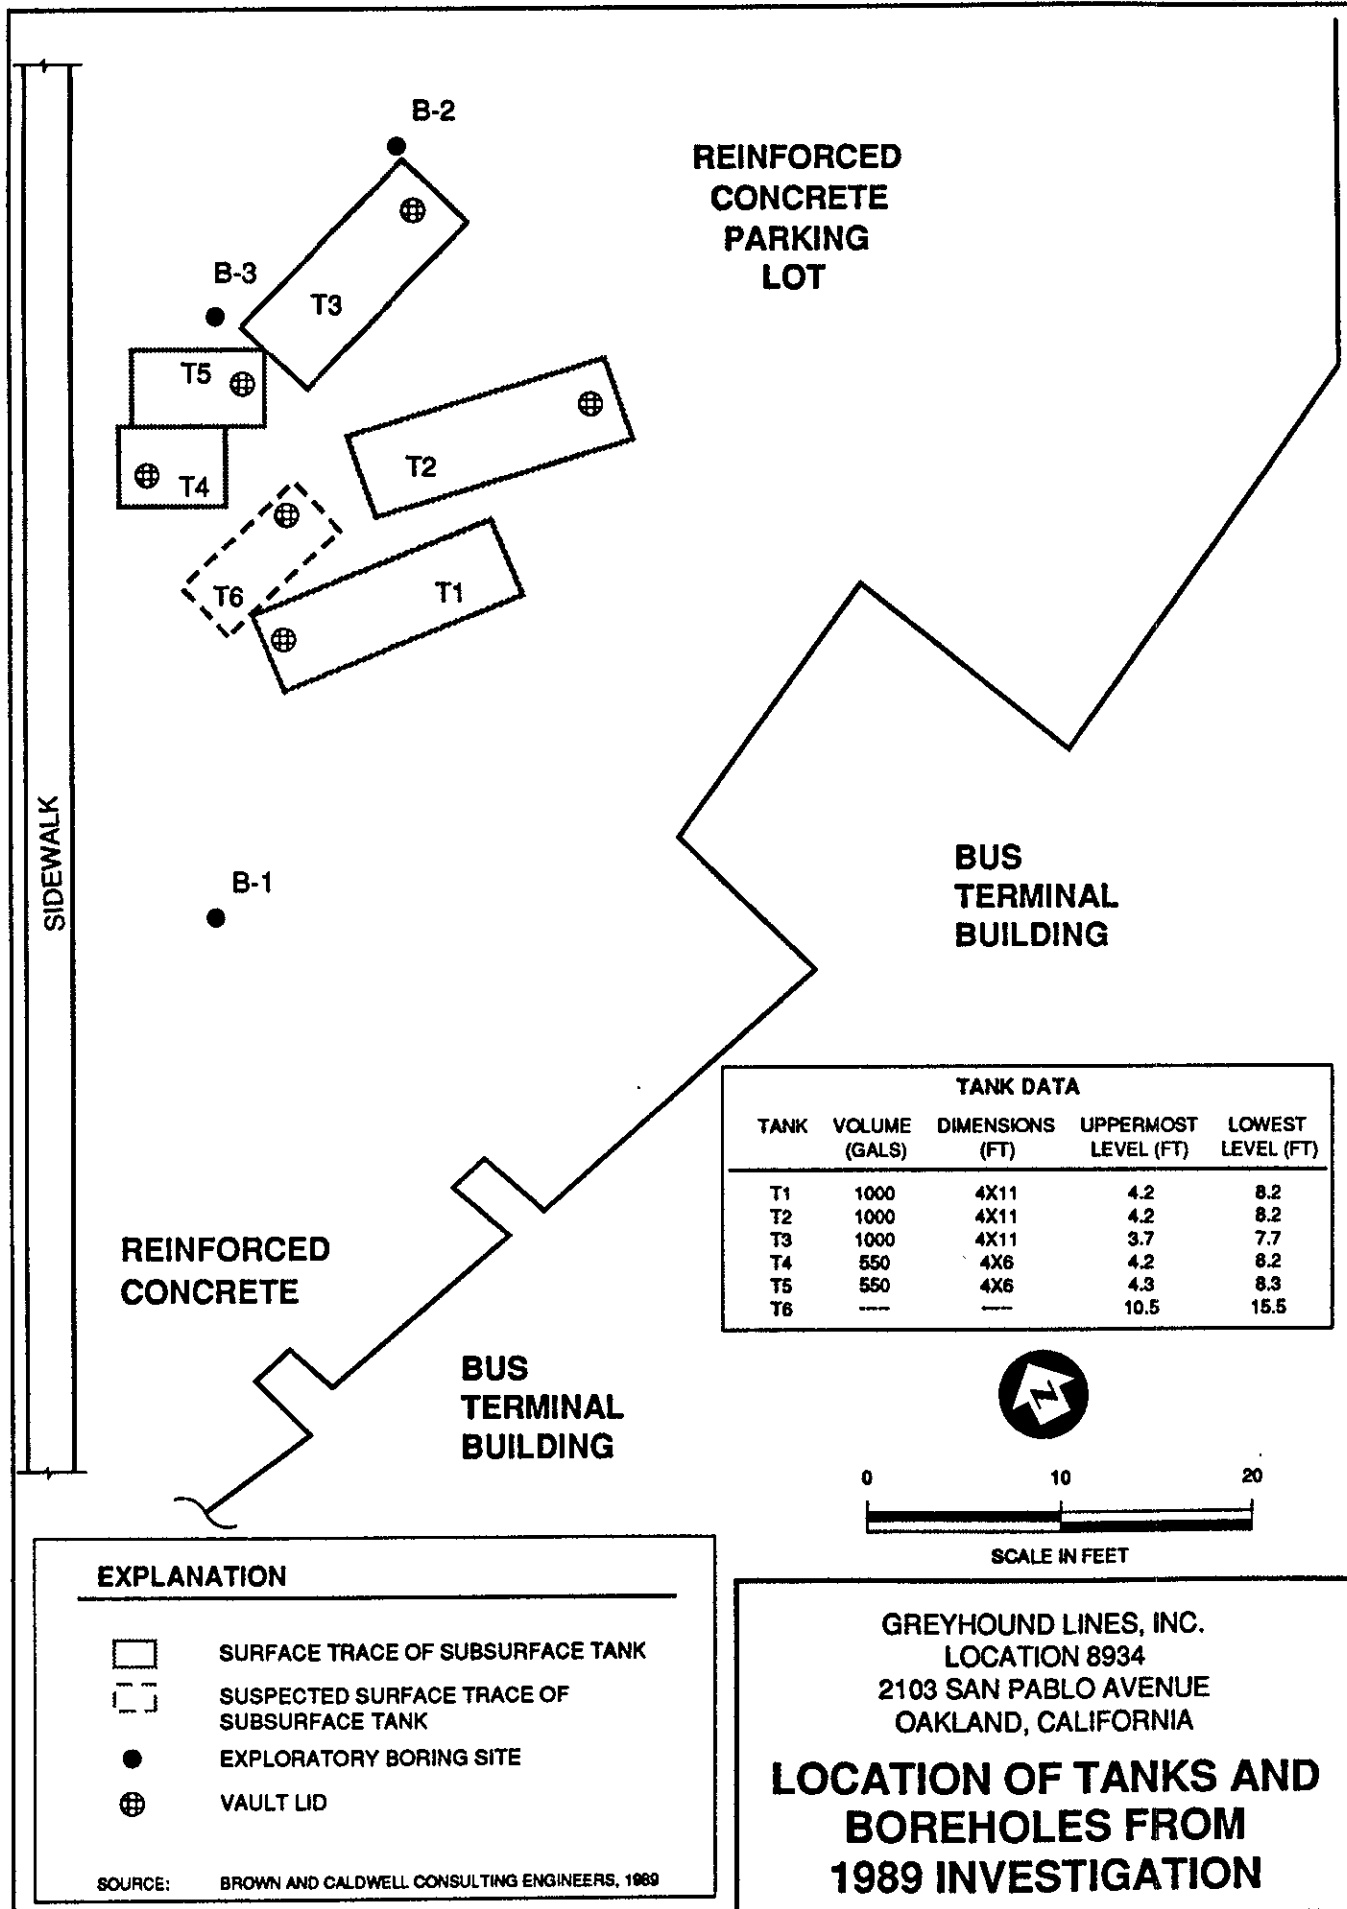 B-2
REINFORCED
CONCRETE
PARKING
LOT
B-3
T3
T5
T2
T4
T6
T1
SIDEWALK
B-1
BUS
TERMINAL
BUILDING
TANK DATA
TANK VOLUME DIMENSIONS UPPERMOST LOWEST
(GALS) (FT) LEVEL (FT) LEVEL (FT)
T1 1000 4X11 4.2 8.2
T2 1000 4X11 4.2 8.2
T3 1000 4X11 3.7 7.7
T4 550 4X6 4.2 8.2
T5 550 4X6 4.3 8.3
T6 ---- ---- 10.5 15.5
REINFORCED
CONCRETE
BUS
TERMINAL
BUILDING
N
0 10 20
SCALE IN FEET
EXPLANATION
SURFACE TRACE OF SUBSURFACE TANK
SUSPECTED SURFACE TRACE OF
SUBSURFACE TANK
EXPLORATORY BORING SITE
VAULT LID
SOURCE: BROWN AND CALDWELL CONSULTING ENGINEERS, 1989
GREYHOUND LINES, INC.
LOCATION 8934
2103 SAN PABLO AVENUE
OAKLAND, CALIFORNIA
LOCATION OF TANKS AND
BOREHOLES FROM
1989 INVESTIGATION